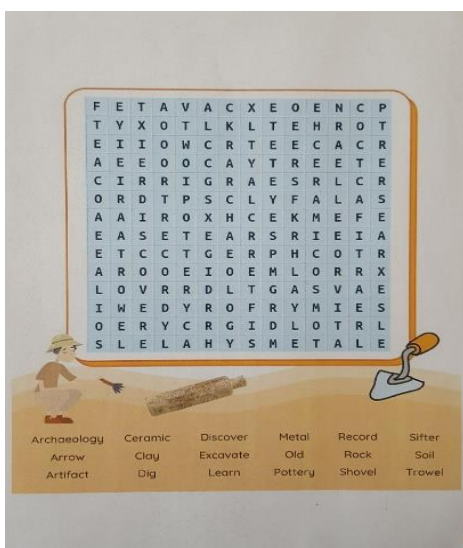 F E T A V A C X E O E N C P
T Y X O T L K L T E H R O T
E I I O W C R T E E C A C R
A E E O O C A Y T R E E T E
C I R R I G R A E S R L C R
O R D T P S C L Y F A L A S
A A I R O X H C E K M E F E
E A S E T E A R S R I E I A
E T C C T G E R P H C O T R
A R O O E I O E M L O R R X
L O V R R D L T G A S V A E
I W E D Y R O F R Y M I E S
O E R Y C R G I D L O T R L
S L E L A H Y S M E T A L E
Archaeology Ceramic Discover Metal Record Sifter
Arrow Clay Excavate Old Rock Soil
Artifact Dig Learn Pottery Shovel Trowel